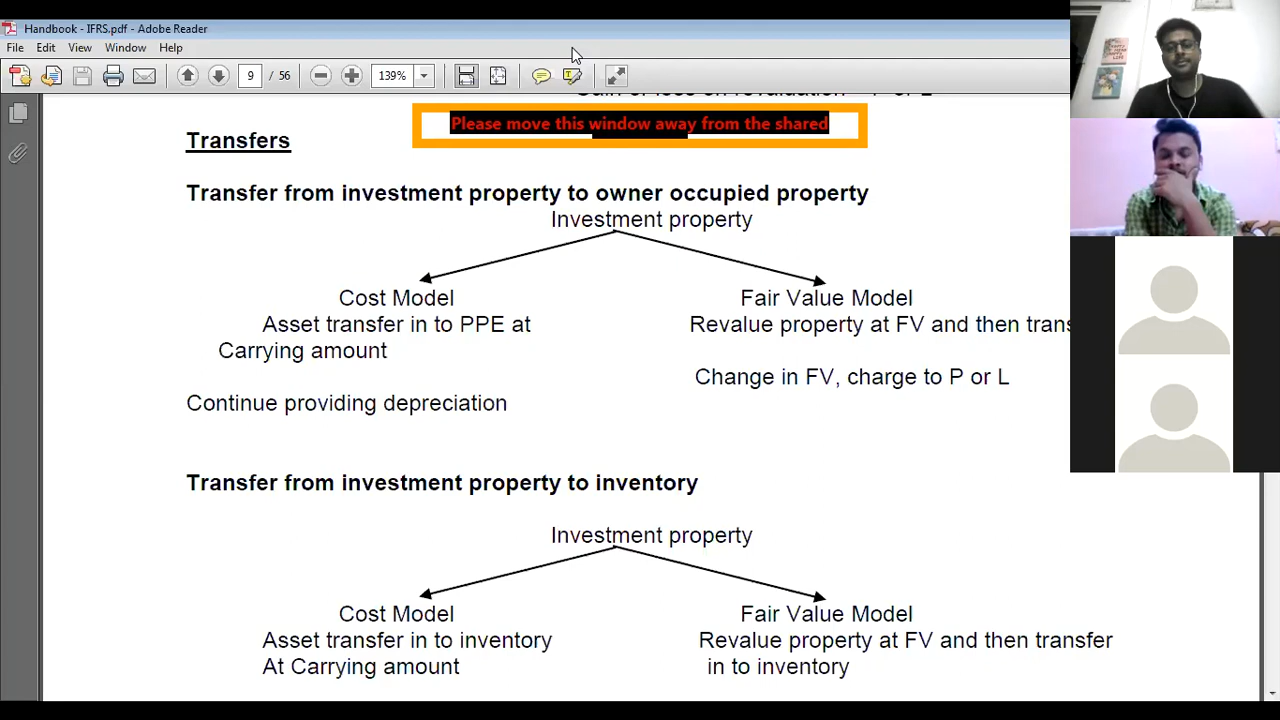 Handbook - IFRS.pdf - Adobe Reader
File Edit View Window Help
9 / 56 139%
Please move this window away from the shared
Transfers
Transfer from investment property to owner occupied property
Investment property
Cost Model Fair Value Model
Asset transfer in to PPE at Revalue property at FV and then
Carrying amount
Change in FV, charge to P or L
Continue providing depreciation
Transfer from investment property to inventory
Investment property
Cost Model Fair Value Model
Asset transfer in to inventory Revalue property at FV and then transfer
At Carrying amount in to inventory